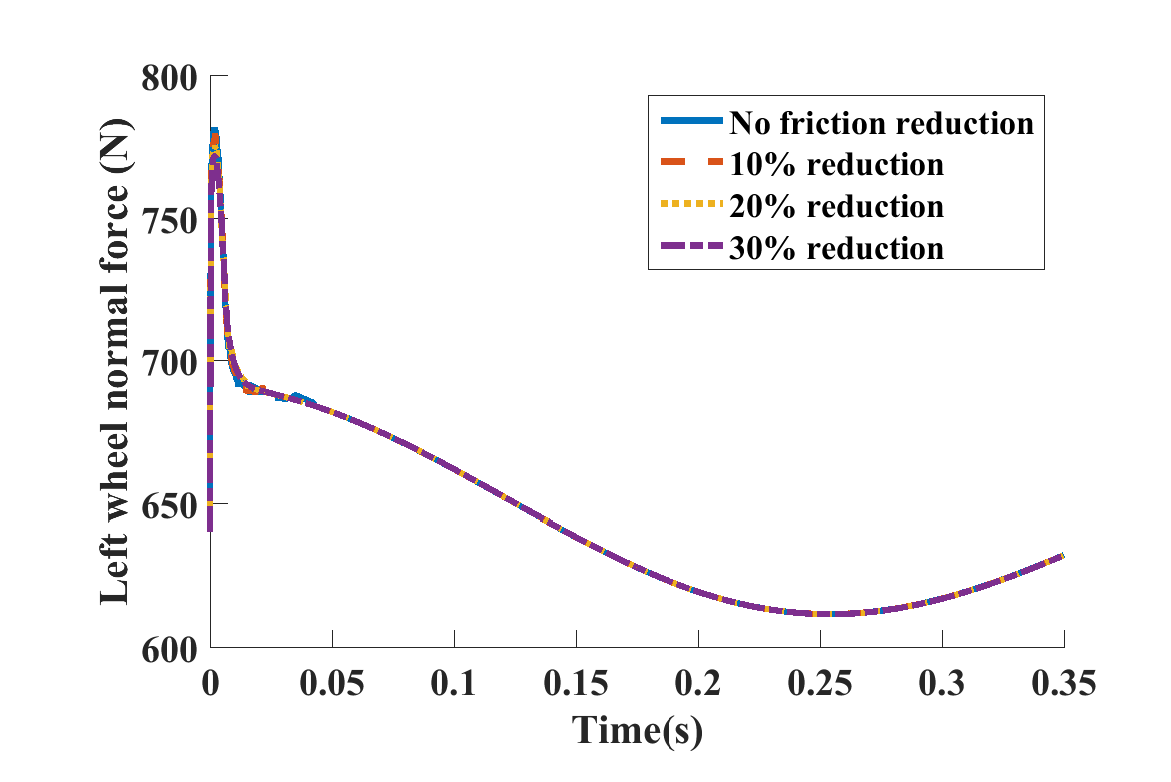 800
750
700
650
600
Left wheel normal force (N)
No friction reduction
10% reduction
20% reduction
30% reduction
0 0.05 0.1 0.15 0.2 0.25 0.3 0.35
Time(s)